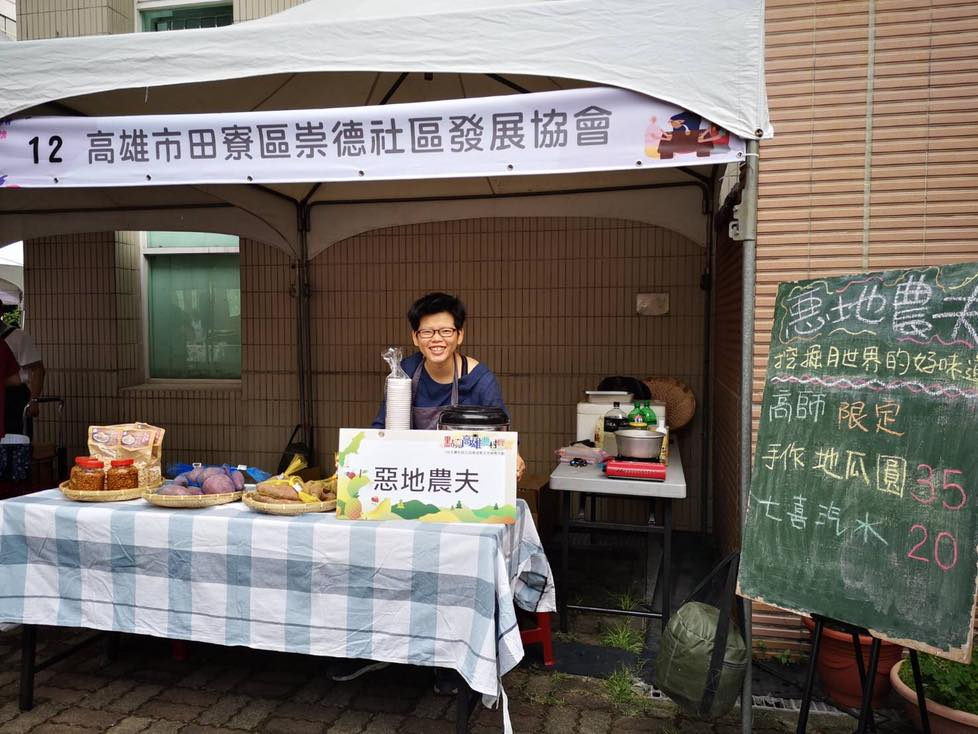 12 高雄市田寮區崇德社區發展協會
惡地農夫
惡地農夫
挖掘月世界的好味道
高師 限定
手作地瓜圓 35
七喜汽水 20